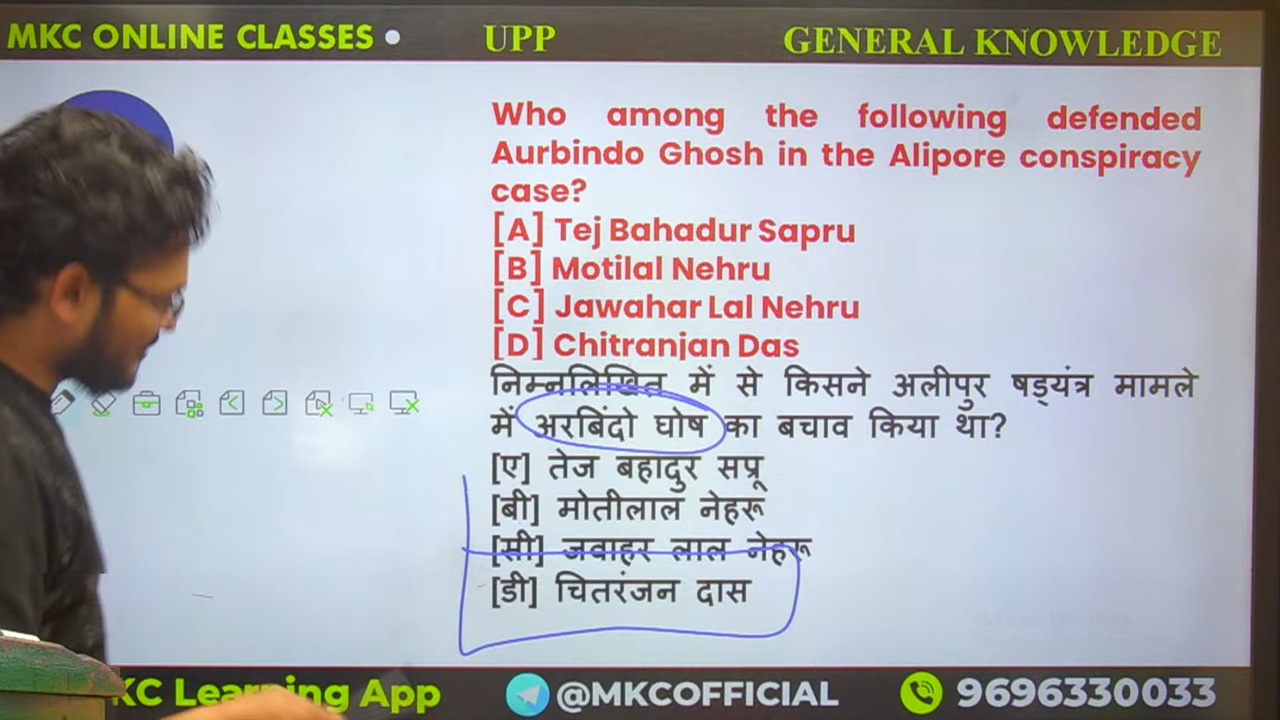 MKC ONLINE CLASSES • UPP GENERAL KNOWLEDGE
Who among the following defended
Aurbindo Ghosh in the Alipore conspiracy
case?
[A] Tej Bahadur Sapru
[B] Motilal Nehru
[C] Jawahar Lal Nehru
[D] Chitranjan Das
निम्नलिखित में से किसने अलीपुर षड्यंत्र मामले
में अरबिंदो घोष का बचाव किया था?
[ए] तेज बहादुर सप्रू
[बी] मोतीलाल नेहरू
[सी] जवाहर लाल नेहरू
[डी] चितरंजन दास
KC Learning App @MKCOFFICIAL 9696330033